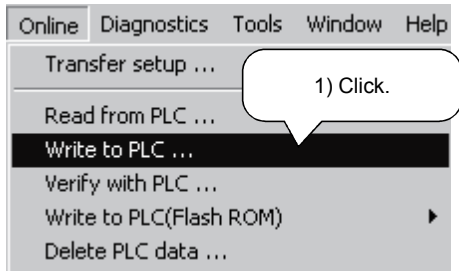 Online Diagnostics Tools Window Help
Transfer setup ...
1) Click.
Read from PLC ...
Write to PLC ...
Verify with PLC ...
Write to PLC(Flash ROM)
Delete PLC data ...